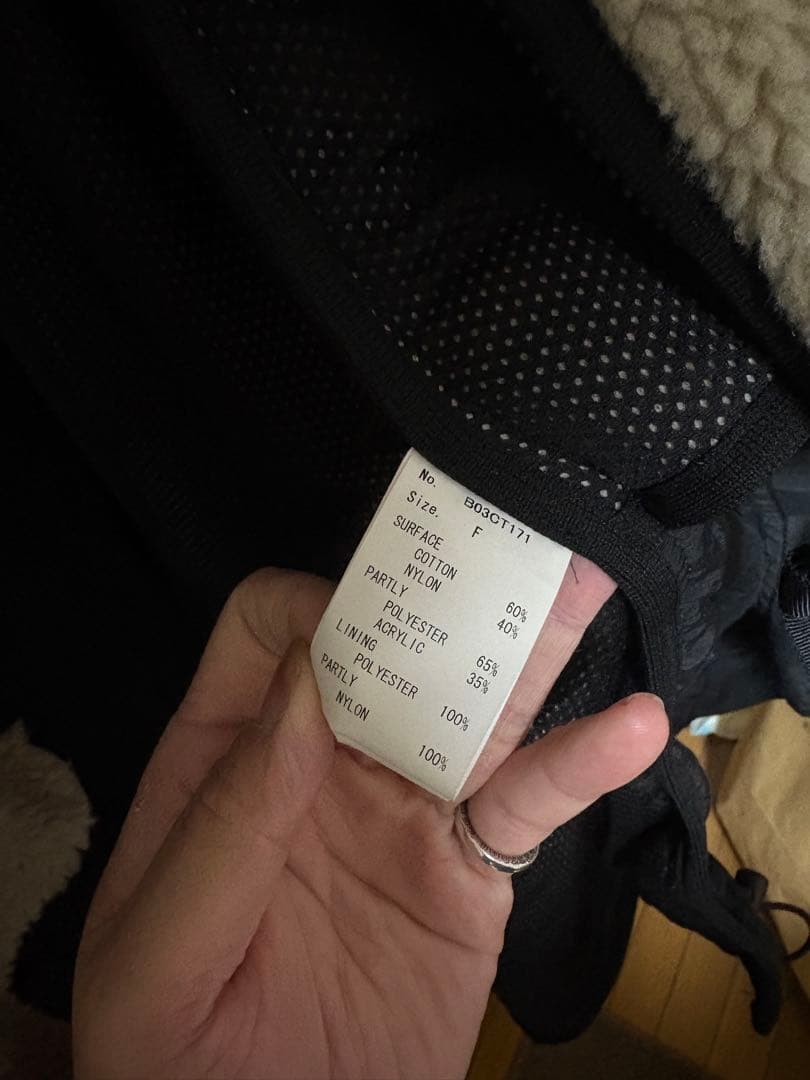 No. B03CT171
Size. F
SURFACE
COTTON 60%
NYLON 40%
PARTLY
POLYESTER 65%
ACRYLIC 35%
LINING
POLYESTER 100%
PARTLY
NYLON 100%